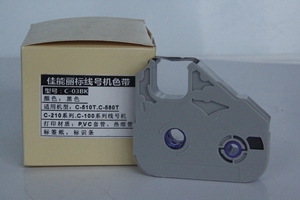 佳能丽标线号机色带
型号: C-03BK
颜色: 黑色
适用机型: C-510T.C-580T
C-210系列.C-100系列线号机
打印材质: PVC套管、热缩管
标签纸、标识条